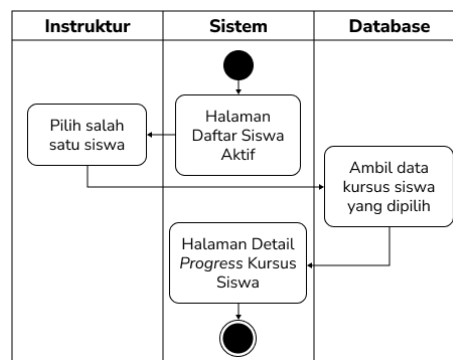 Instruktur
Sistem
Database
Halaman
Daftar Siswa
Aktif
Pilih salah
satu siswa
Ambil data
kursus siswa
yang dipilih
Halaman Detail
Progress Kursus
Siswa